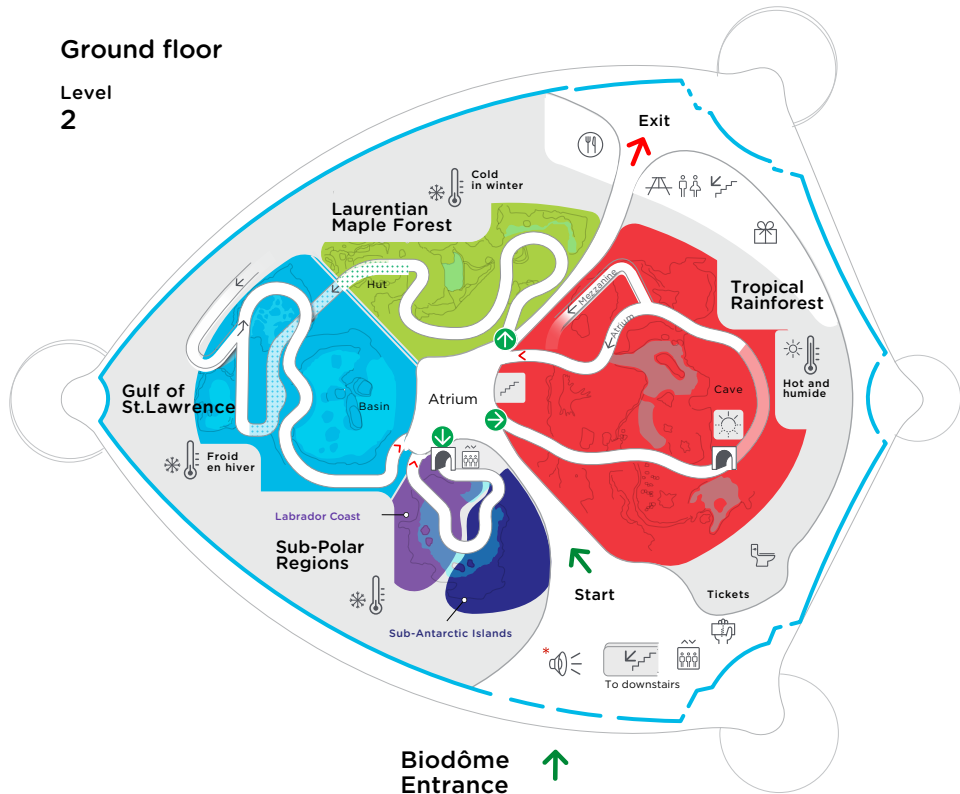 Ground floor
Level
2
Exit
Cold
in winter
Laurentian
Maple Forest
Hut
Mezzanine
Atrium
Tropical
Rainforest
Hot and
humide
Cave
Gulf of
St.Lawrence
Basin
Atrium
Froid
en hiver
Labrador Coast
Sub-Polar
Regions
Sub-Antarctic Islands
Start
Tickets
*
To downstairs
Biodôme
Entrance